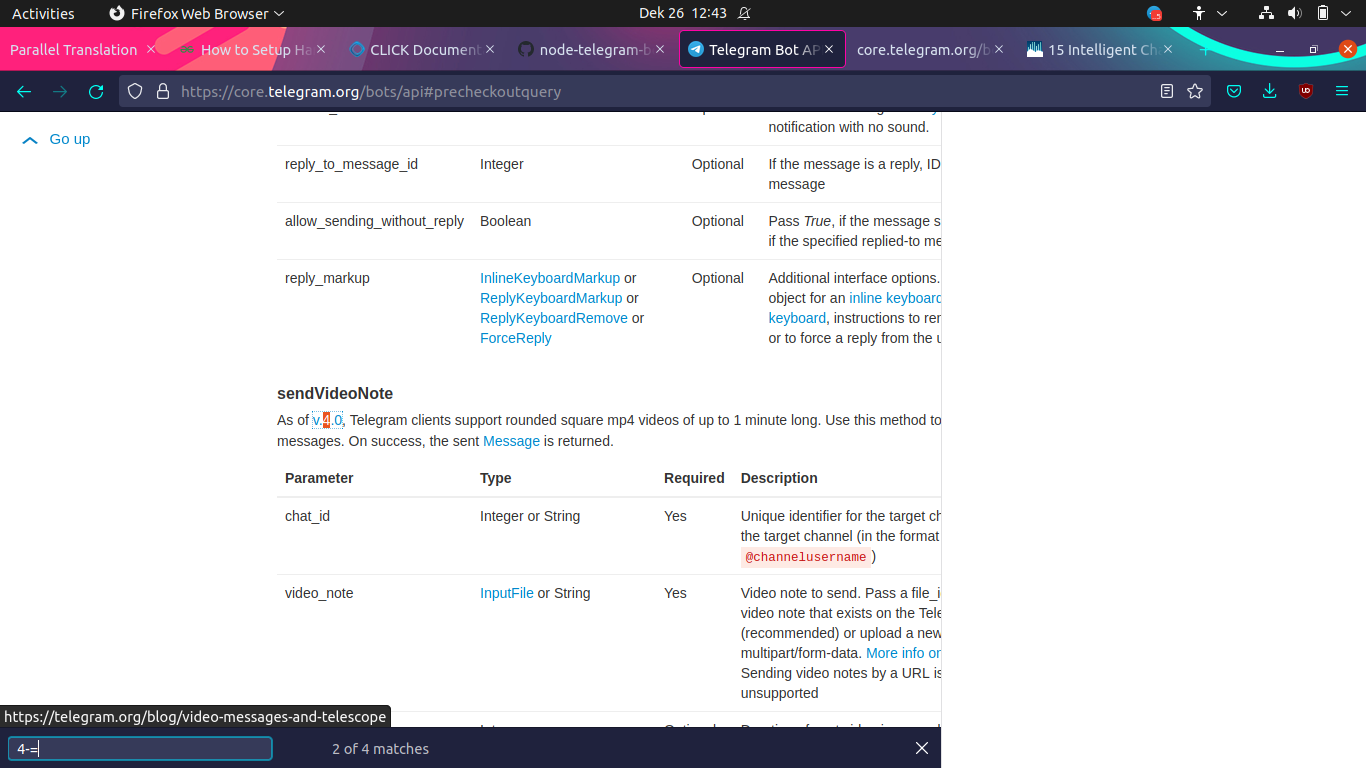 Activities Firefox Web Browser Dek 26 12:43
Parallel Translation How to Setup Ha CLICK Document node-telegram-b Telegram Bot AP core.telegram.org/b 15 Intelligent Ch
https://core.telegram.org/bots/api#precheckoutquery
Go up
notification with no sound.
reply_to_message_id Integer Optional If the message is a reply, ID
message
allow_sending_without_reply Boolean Optional Pass True, if the message s
if the specified replied-to me
reply_markup InlineKeyboardMarkup or Optional Additional interface options.
ReplyKeyboardMarkup or object for an inline keyboard
ReplyKeyboardRemove or keyboard, instructions to rem
ForceReply or to force a reply from the u
sendVideoNote
As of v.4.0, Telegram clients support rounded square mp4 videos of up to 1 minute long. Use this method to
messages. On success, the sent Message is returned.
Parameter Type Required Description
chat_id Integer or String Yes Unique identifier for the target ch
the target channel (in the format
@channelusername)
video_note InputFile or String Yes Video note to send. Pass a file_i
video note that exists on the Tele
(recommended) or upload a new
multipart/form-data. More info on
Sending video notes by a URL is
unsupported
https://telegram.org/blog/video-messages-and-telescope
4-= 2 of 4 matches